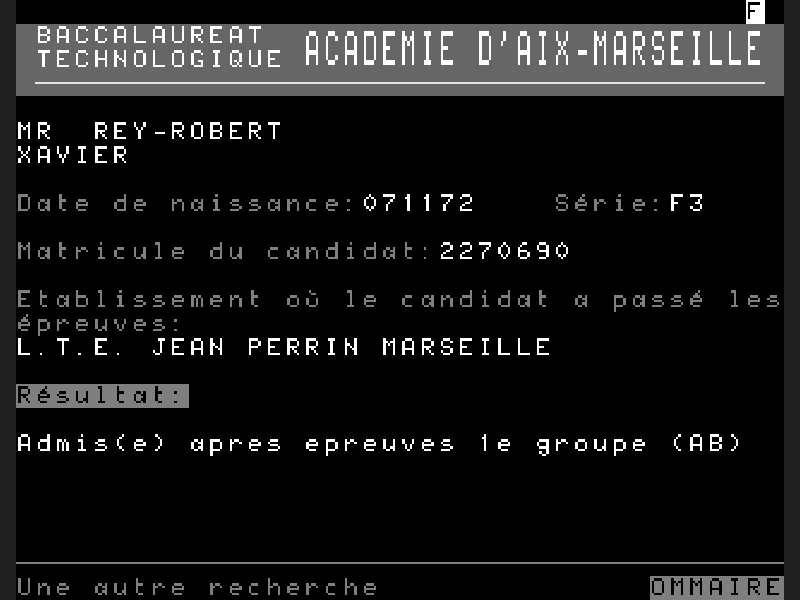 F
BACCALAUREAT
TECHNOLOGIQUE
ACADEMIE D'AIX-MARSEILLE
MR REY-ROBERT
XAVIER
Date de naissance: 071172 Série: F3
Matricule du candidat: 2270690
Etablissement où le candidat a passé les
épreuves:
L.T.E. JEAN PERRIN MARSEILLE
Résultat:
Admis(e) apres epreuves 1e groupe (AB)
Une autre recherche OMMAIRE